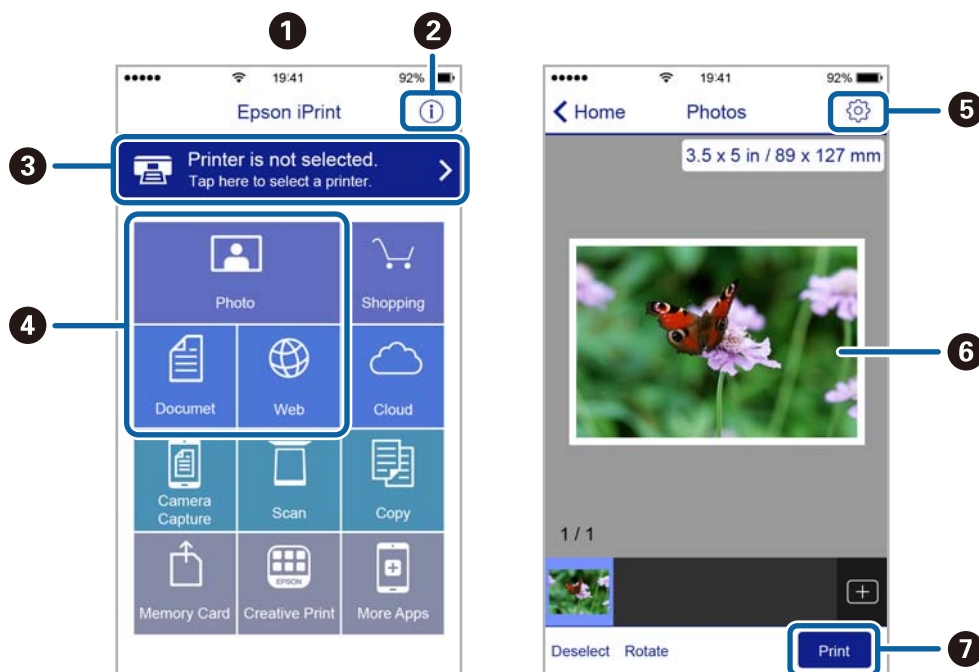 1
2
19:41
92%
Epson iPrint
3
Printer is not selected.
Tap here to select a printer.
4
Photo
Shopping
Documet
Web
Cloud
Camera
Capture
Scan
Copy
EPSON
Memory Card
Creative Print
More Apps
19:41
92%
Home
Photos
5
3.5 x 5 in / 89 x 127 mm
6
1 / 1
Deselect
Rotate
Print
7